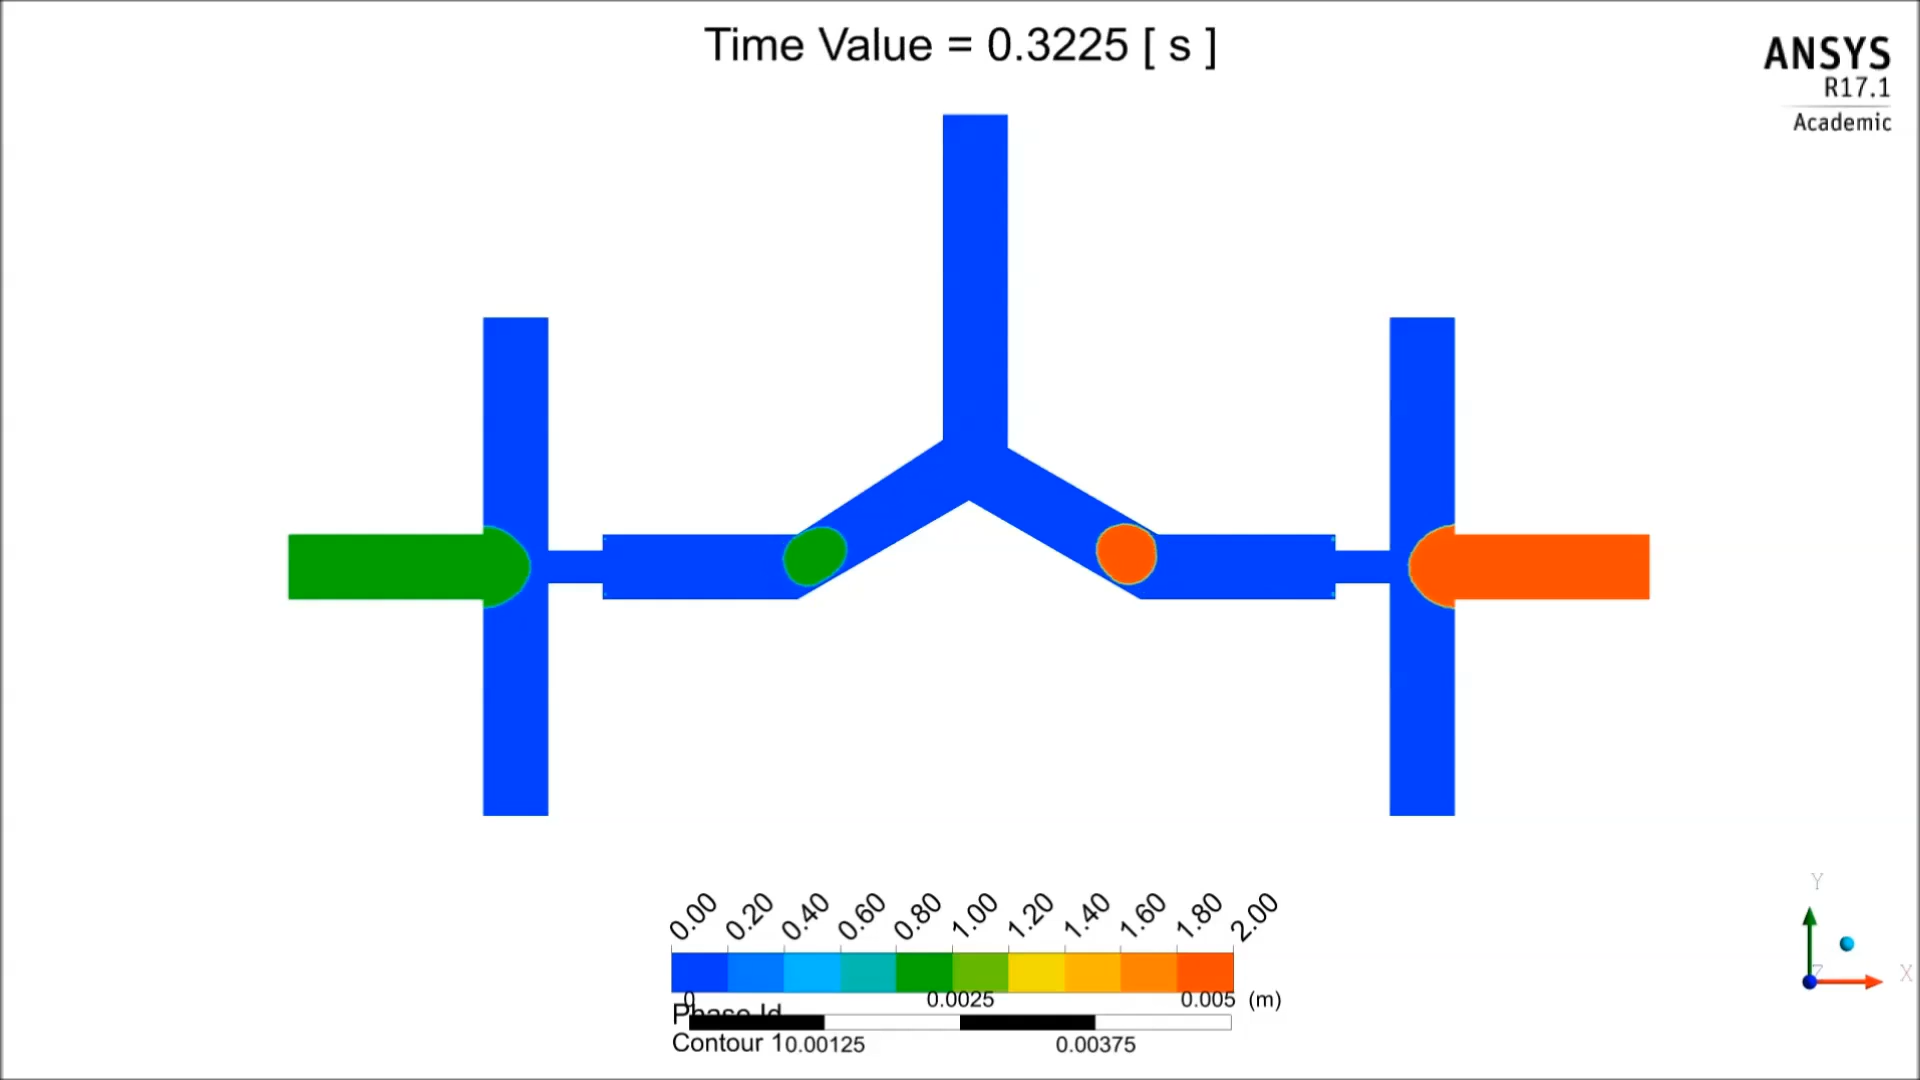 Time Value = 0.3225 [ s ]
ANSYS
R17.1
Academic
0.00 0.20 0.40 0.60 0.80 1.00 1.20 1.40 1.60 1.80 2.00
0 0.0025 0.005 (m)
Phase Id
Contour 1 0.00125 0.00375
Y
Z X